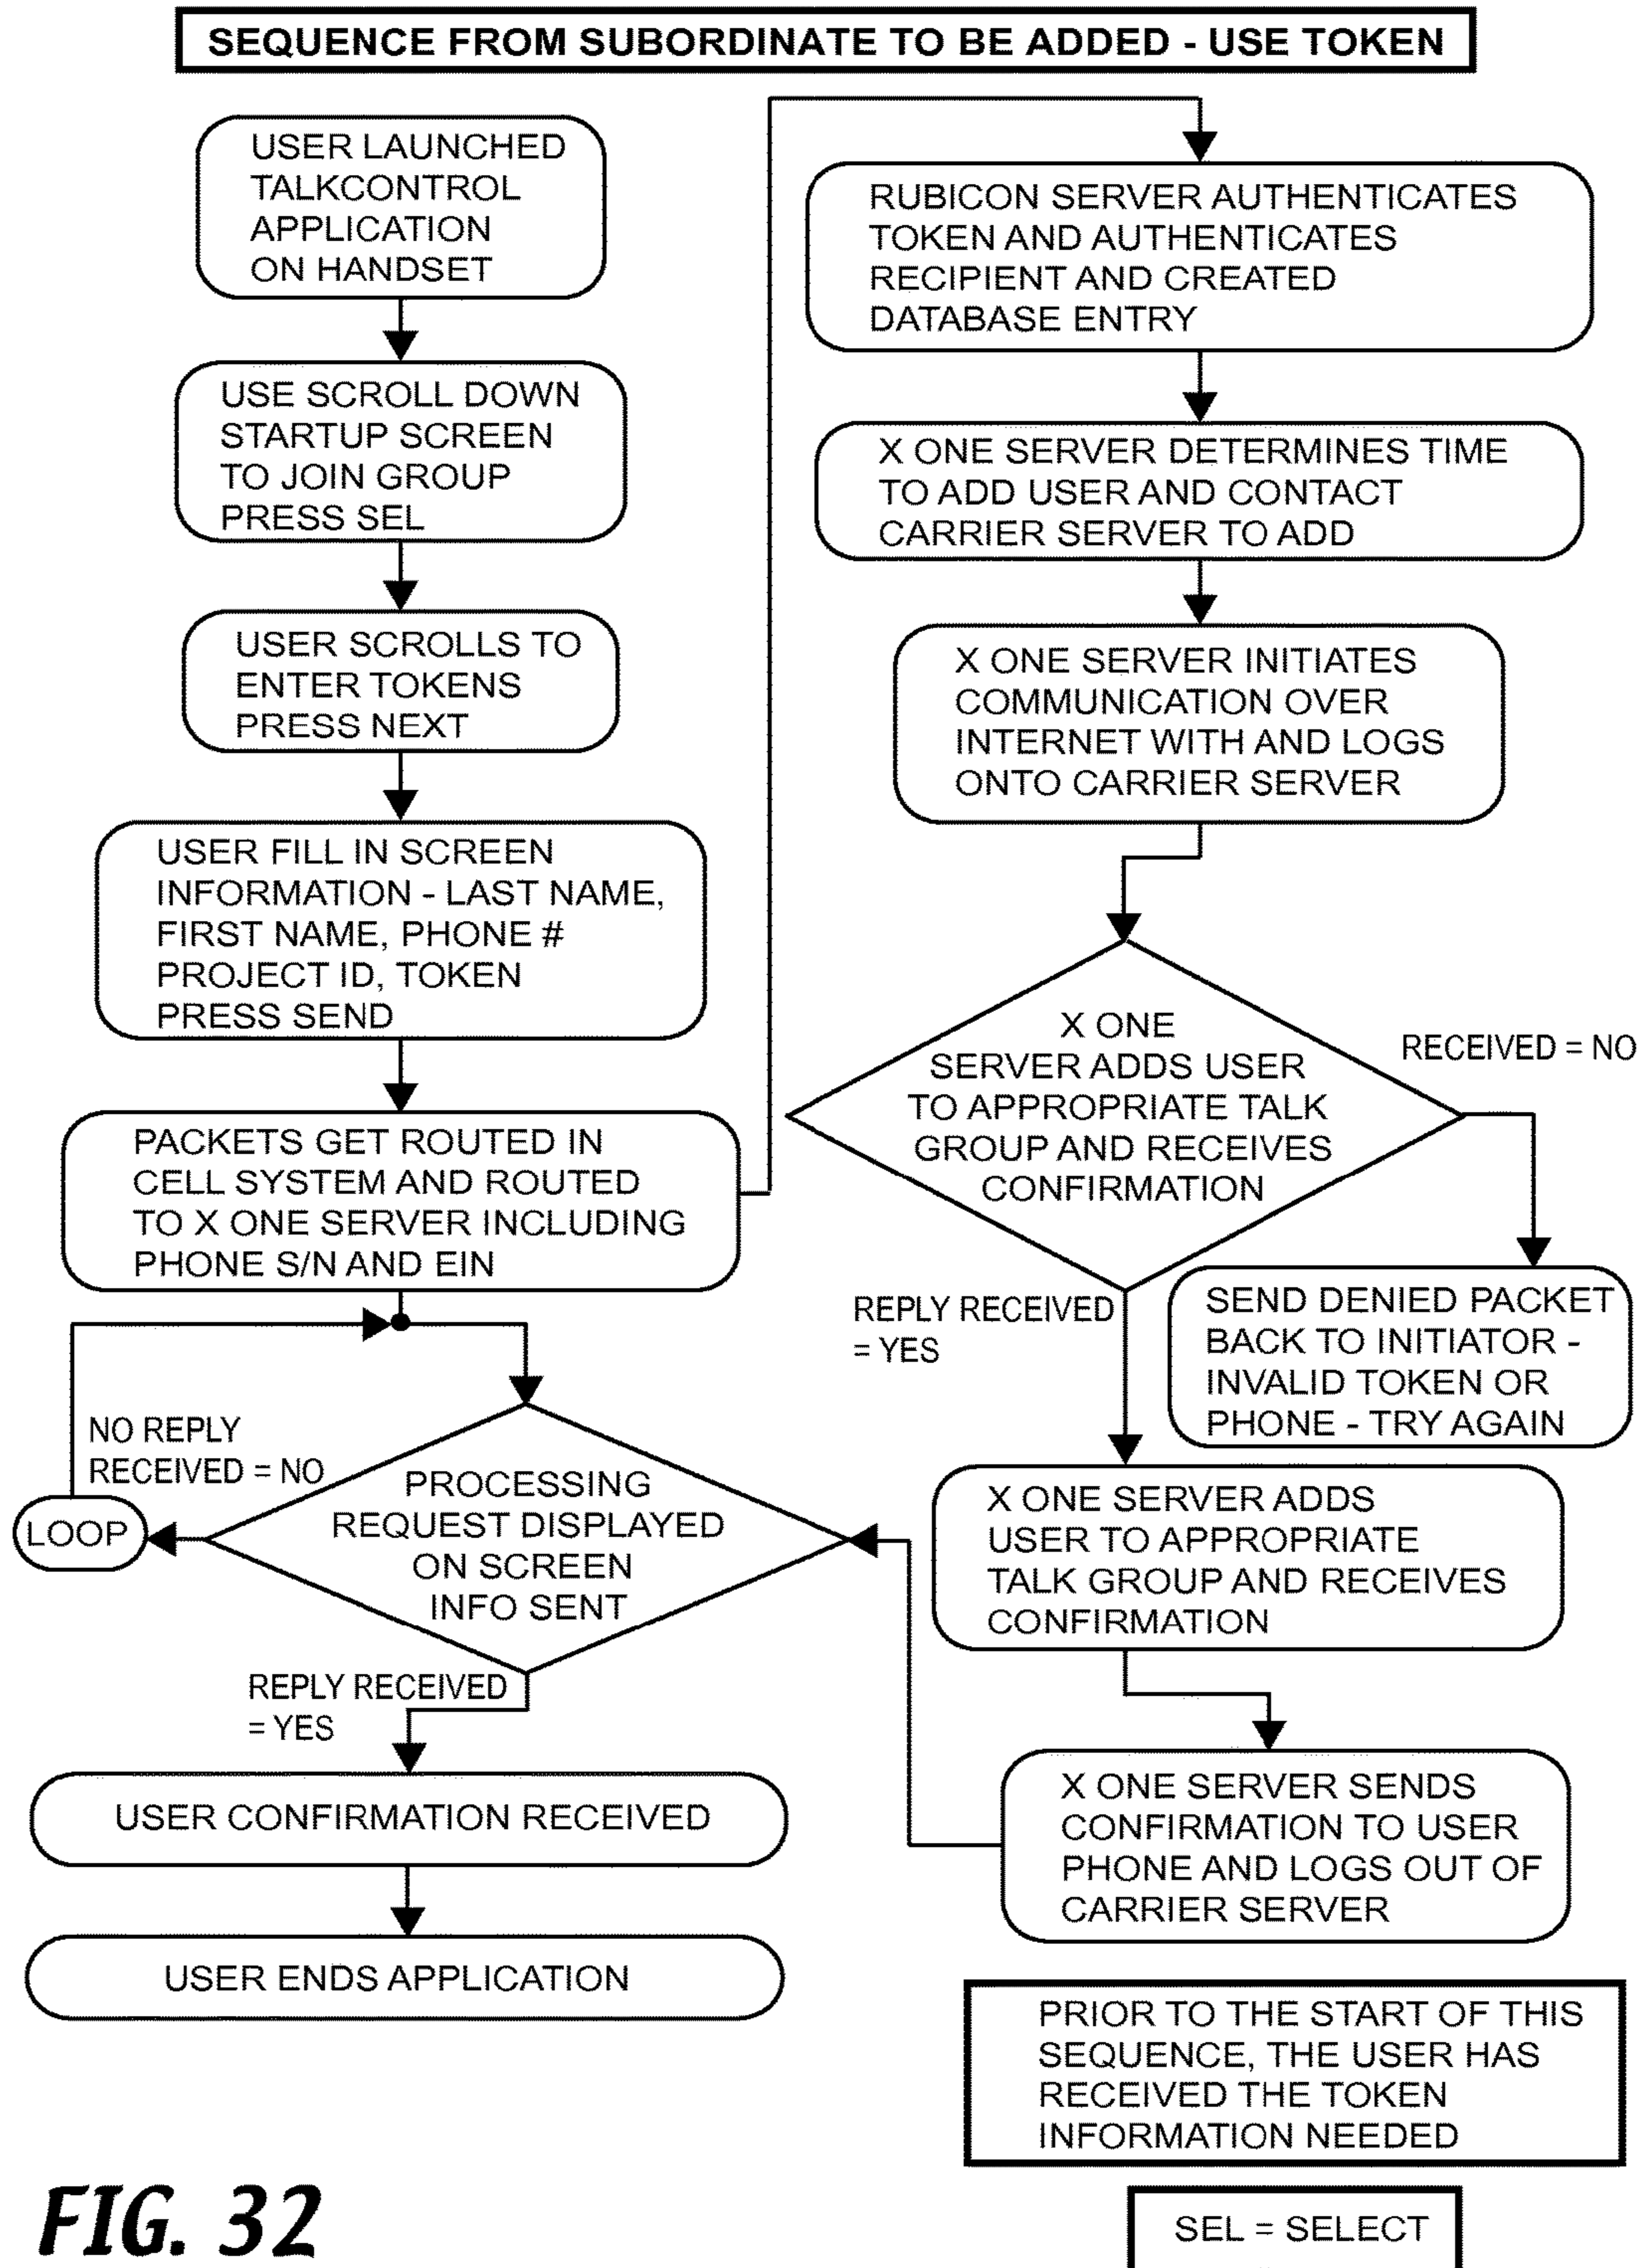 SEQUENCE FROM SUBORDINATE TO BE ADDED - USE TOKEN
USER LAUNCHED
TALKCONTROL
APPLICATION
ON HANDSET
USE SCROLL DOWN
STARTUP SCREEN
TO JOIN GROUP
PRESS SEL
USER SCROLLS TO
ENTER TOKENS
PRESS NEXT
USER FILL IN SCREEN
INFORMATION - LAST NAME,
FIRST NAME, PHONE #
PROJECT ID, TOKEN
PRESS SEND
PACKETS GET ROUTED IN
CELL SYSTEM AND ROUTED
TO X ONE SERVER INCLUDING
PHONE S/N AND EIN
NO REPLY
RECEIVED = NO
LOOP
PROCESSING
REQUEST DISPLAYED
ON SCREEN
INFO SENT
REPLY RECEIVED
= YES
USER CONFIRMATION RECEIVED
USER ENDS APPLICATION
RUBICON SERVER AUTHENTICATES
TOKEN AND AUTHENTICATES
RECIPIENT AND CREATED
DATABASE ENTRY
X ONE SERVER DETERMINES TIME
TO ADD USER AND CONTACT
CARRIER SERVER TO ADD
X ONE SERVER INITIATES
COMMUNICATION OVER
INTERNET WITH AND LOGS
ONTO CARRIER SERVER
X ONE
SERVER ADDS USER
TO APPROPRIATE TALK
GROUP AND RECEIVES
CONFIRMATION
RECEIVED = NO
SEND DENIED PACKET
BACK TO INITIATOR -
INVALID TOKEN OR
PHONE - TRY AGAIN
REPLY RECEIVED
= YES
X ONE SERVER ADDS
USER TO APPROPRIATE
TALK GROUP AND RECEIVES
CONFIRMATION
X ONE SERVER SENDS
CONFIRMATION TO USER
PHONE AND LOGS OUT OF
CARRIER SERVER
PRIOR TO THE START OF THIS
SEQUENCE, THE USER HAS
RECEIVED THE TOKEN
INFORMATION NEEDED
SEL = SELECT
FIG. 32